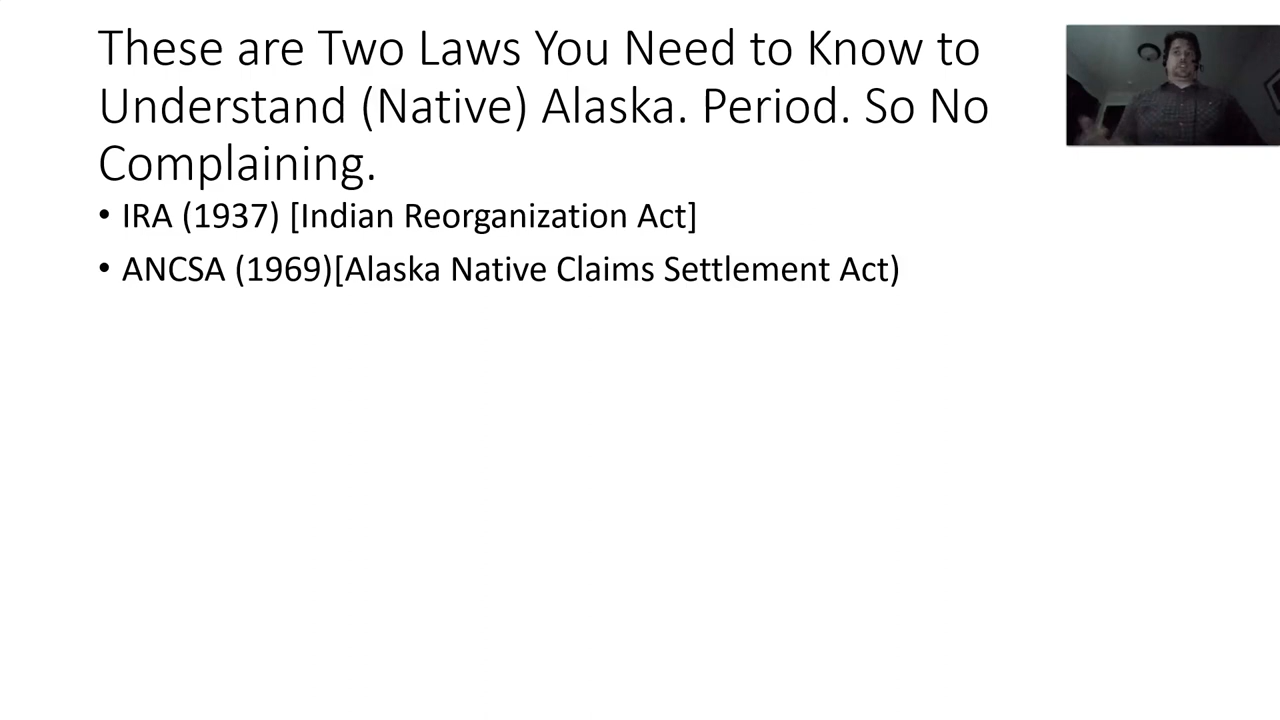 These are Two Laws You Need to Know to
Understand (Native) Alaska. Period. So No
Complaining.
• IRA (1937) [Indian Reorganization Act]
• ANCSA (1969)[Alaska Native Claims Settlement Act)